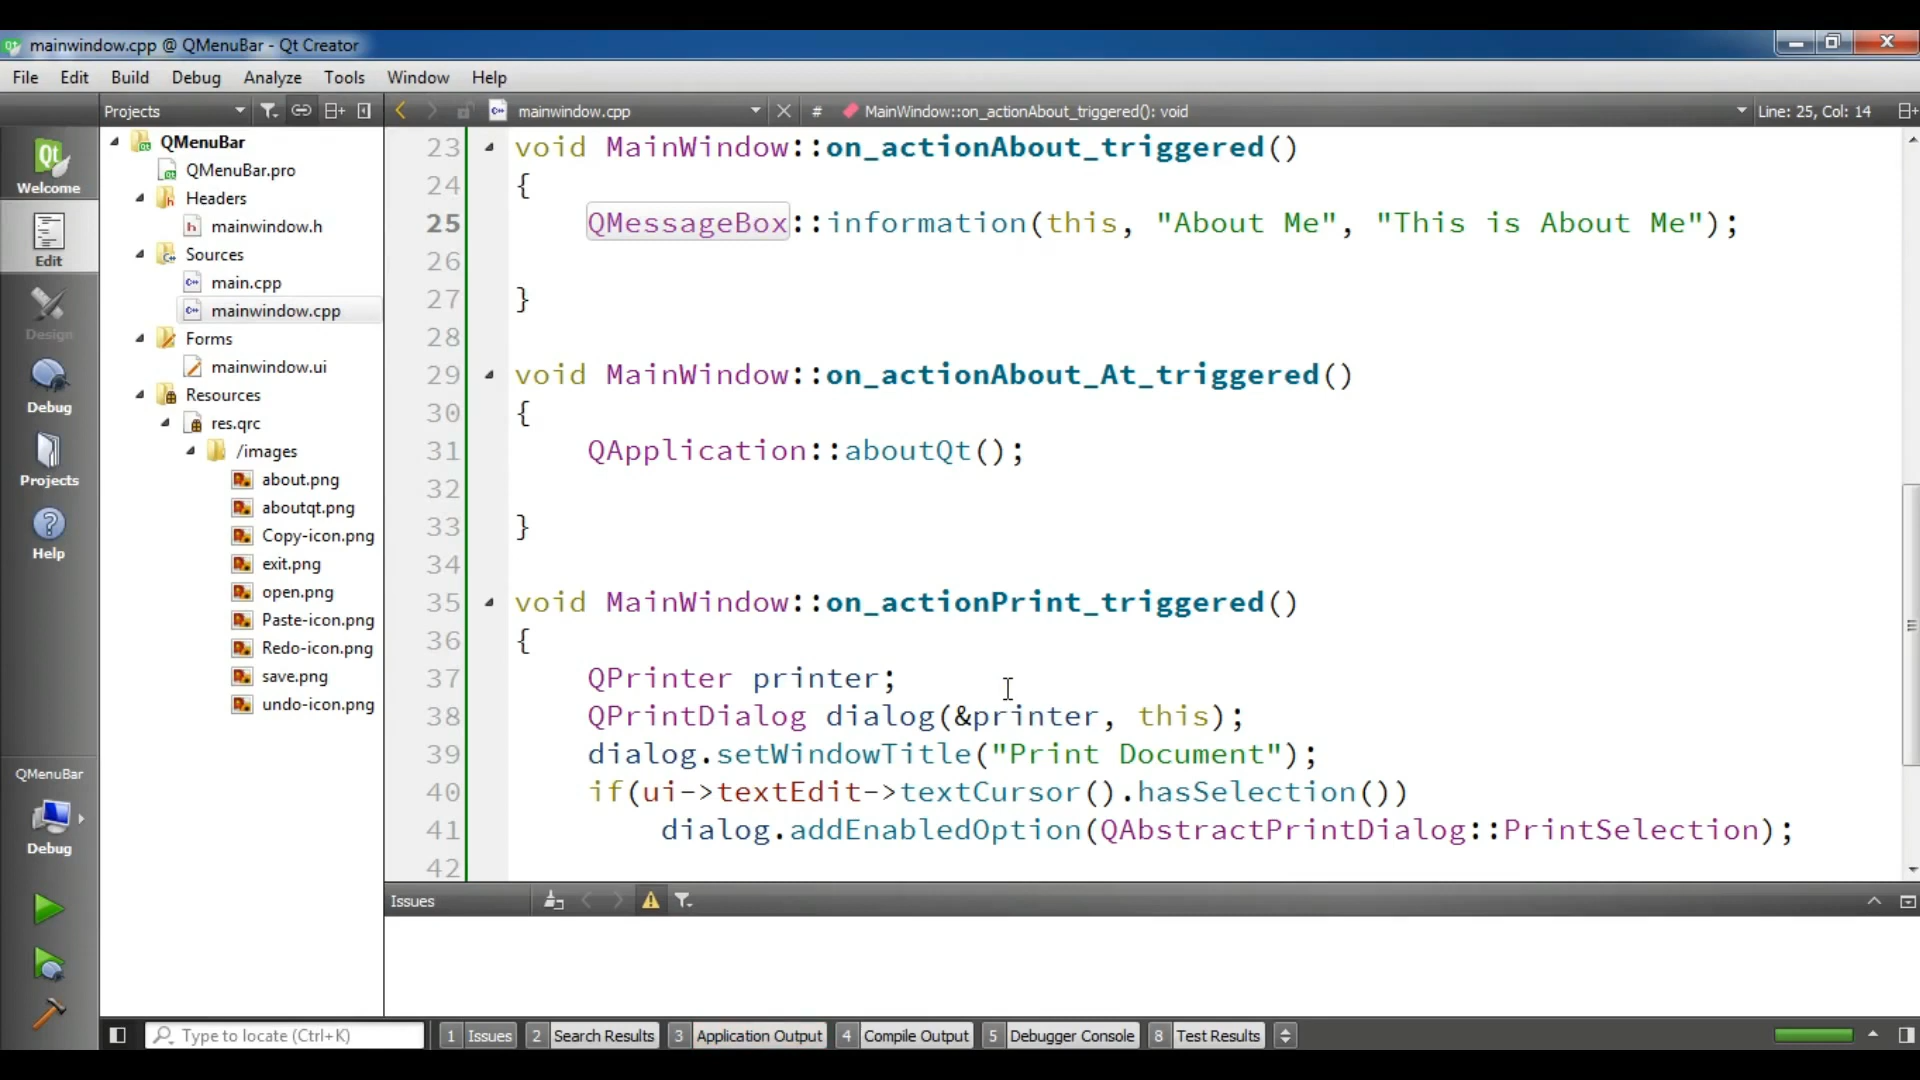 mainwindow.cpp @ QMenuBar - Qt Creator
File Edit Build Debug Analyze Tools Window Help
Projects
mainwindow.cpp
#
MainWindow::on_actionAbout_triggered(): void
Line: 25, Col: 14
Welcome
Edit
Design
Debug
Projects
Help
QMenuBar
Debug
QMenuBar
QMenuBar.pro
Headers
mainwindow.h
Sources
main.cpp
mainwindow.cpp
Forms
mainwindow.ui
Resources
res.qrc
/images
about.png
aboutqt.png
Copy-icon.png
exit.png
open.png
Paste-icon.png
Redo-icon.png
save.png
undo-icon.png
23 void MainWindow::on_actionAbout_triggered()
24 {
25 QMessageBox::information(this, "About Me", "This is About Me");
26
27 }
28
29 void MainWindow::on_actionAbout_At_triggered()
30 {
31 QApplication::aboutQt();
32
33 }
34
35 void MainWindow::on_actionPrint_triggered()
36 {
37 QPrinter printer;
38 QPrintDialog dialog(&printer, this);
39 dialog.setWindowTitle("Print Document");
40 if(ui->textEdit->textCursor().hasSelection())
41 dialog.addEnabledOption(QAbstractPrintDialog::PrintSelection);
42
Issues
Type to locate (Ctrl+K)
1 Issues 2 Search Results 3 Application Output 4 Compile Output 5 Debugger Console 8 Test Results